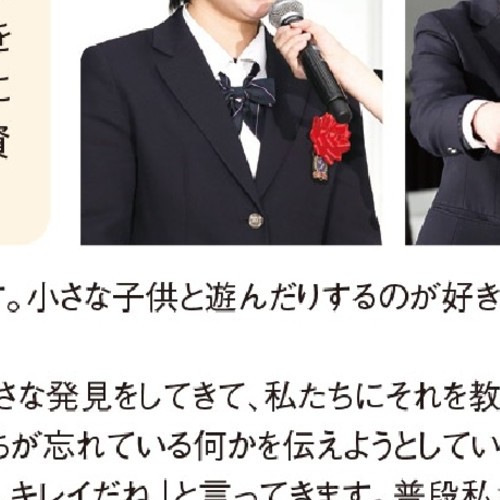 を
に
資
す。小さな子供と遊んだりするのが好き
さな発見をしてきて、私たちにそれを教
ちが忘れている何かを伝えようとしてい
キレイだね」と言ってきます。普段私